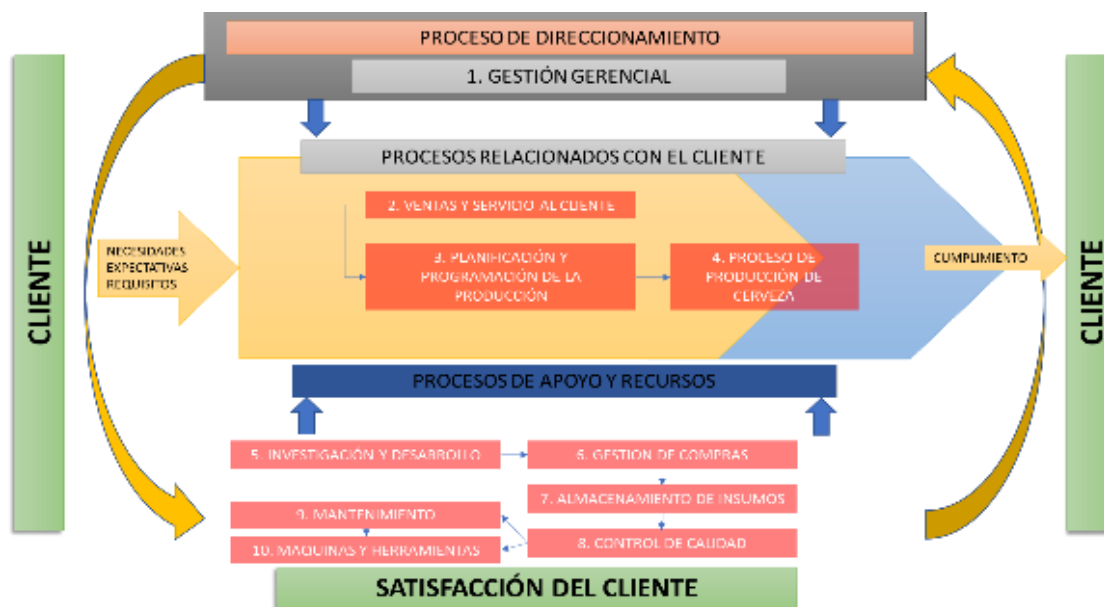 PROCESO DE DIRECCIONAMIENTO
1. GESTIÓN GERENCIAL
PROCESOS RELACIONADOS CON EL CLIENTE
2. VENTAS Y SERVICIO AL CLIENTE
3. PLANIFICACIÓN Y
PROGRAMACIÓN DE LA
PRODUCCIÓN
4. PROCESO DE
PRODUCCIÓN DE
CERVEZA
CLIENTE
NECESIDADES
EXPECTATIVAS
REQUISITOS
CUMPLIMIENTO
CLIENTE
PROCESOS DE APOYO Y RECURSOS
5. INVESTIGACIÓN Y DESARROLLO
6. GESTION DE COMPRAS
7. ALMACENAMIENTO DE INSUMOS
9. MANTENIMIENTO
8. CONTROL DE CALIDAD
10. MAQUINAS Y HERRAMIENTAS
SATISFACCIÓN DEL CLIENTE